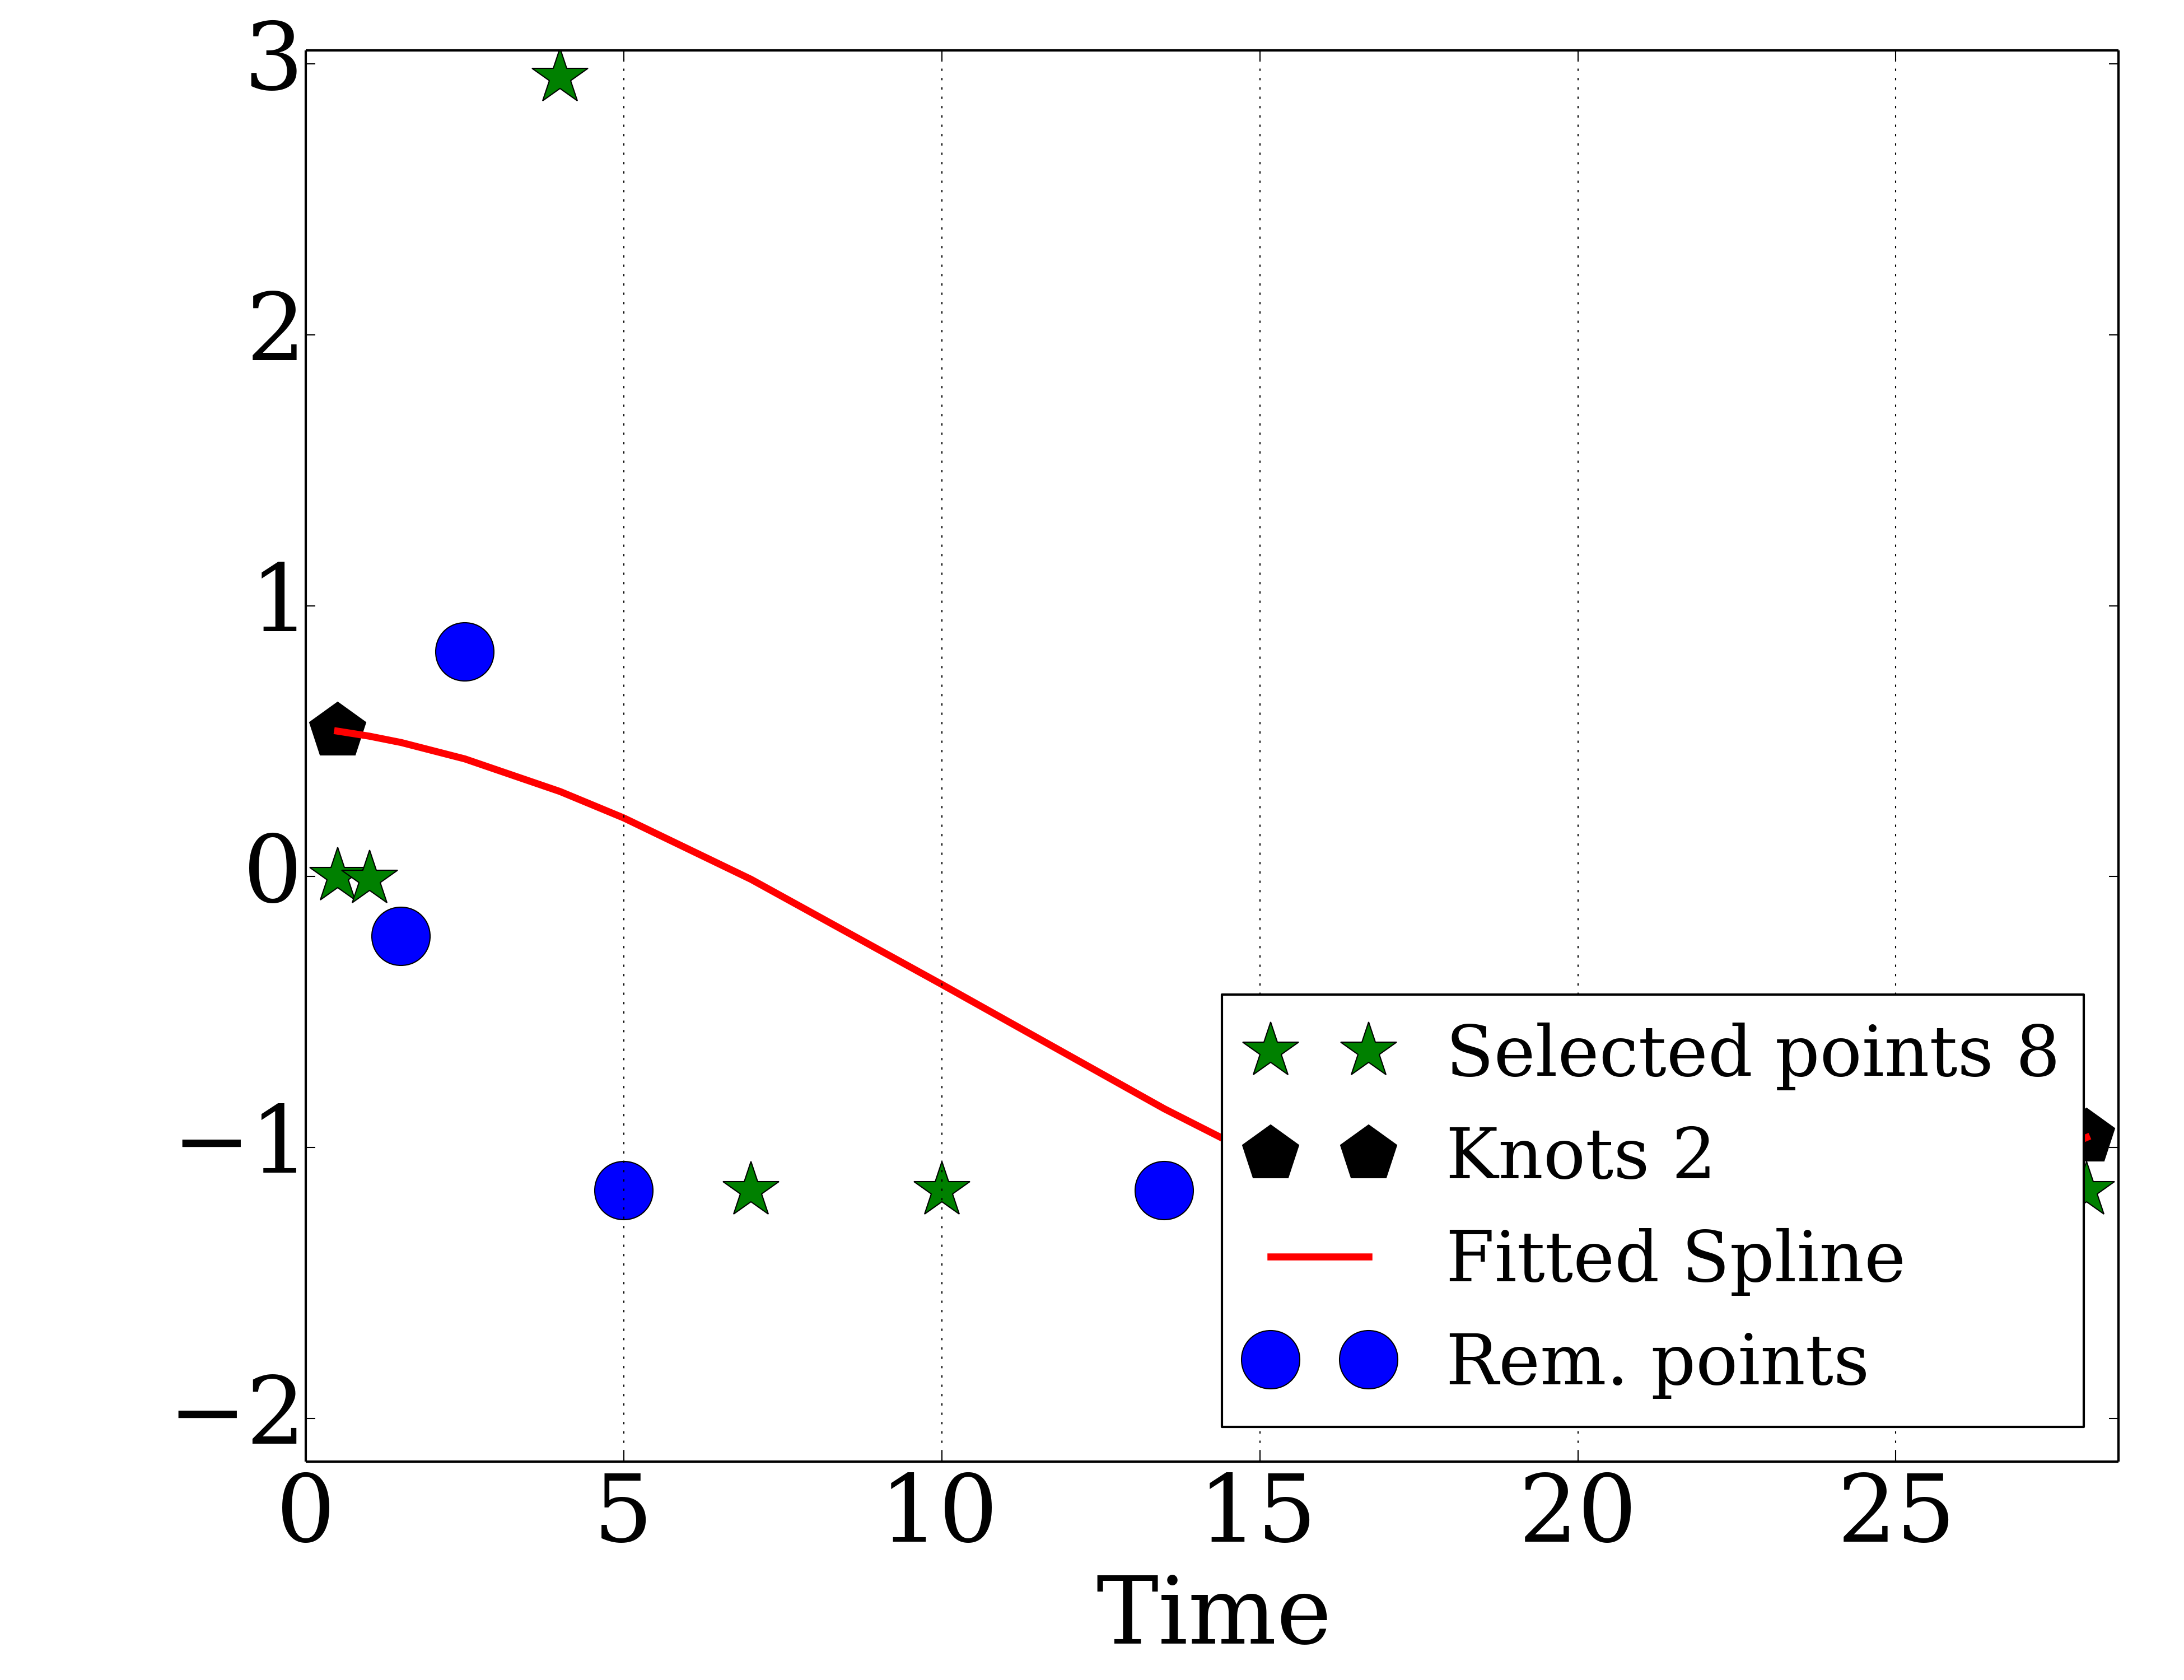 3
2
1
0
−1
−2
Selected points 8
Knots 2
Fitted Spline
Rem. points
0 5 10 15 20 25
Time